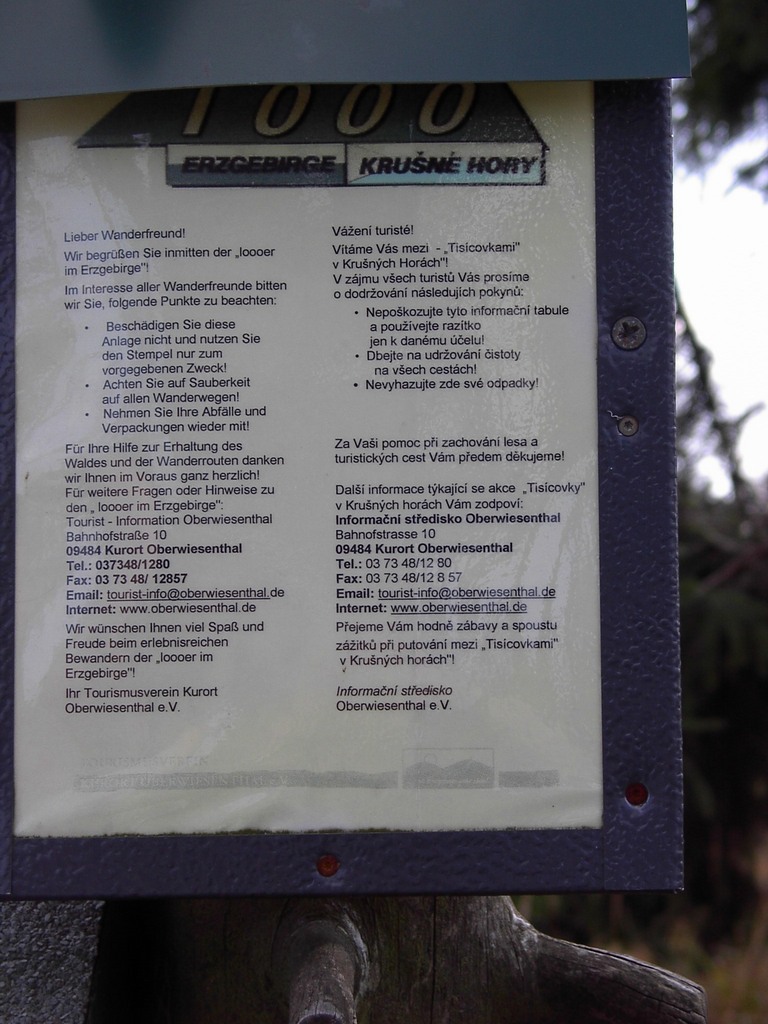 1000
ERZGEBIRGE KRUŠNÉ HORY
Lieber Wanderfreund!
Wir begrüßen Sie inmitten der „loooer
im Erzgebirge"!
Im Interesse aller Wanderfreunde bitten
wir Sie, folgende Punkte zu beachten:
• Beschädigen Sie diese
Anlage nicht und nutzen Sie
den Stempel nur zum
vorgegebenen Zweck!
• Achten Sie auf Sauberkeit
auf allen Wanderwegen!
• Nehmen Sie Ihre Abfälle und
Verpackungen wieder mit!
Für Ihre Hilfe zur Erhaltung des
Waldes und der Wanderrouten danken
wir Ihnen im Voraus ganz herzlich!
Für weitere Fragen oder Hinweise zu
den „ loooer im Erzgebirge":
Tourist - Information Oberwiesenthal
Bahnhofstraße 10
09484 Kurort Oberwiesenthal
Tel.: 037348/1280
Fax: 03 73 48/ 12857
Email: tourist-info@oberwiesenthal.de
Internet: www.oberwiesenthal.de
Wir wünschen Ihnen viel Spaß und
Freude beim erlebnisreichen
Bewandern der „loooer im
Erzgebirge"!
Ihr Tourismusverein Kurort
Oberwiesenthal e.V.
Vážení turisté!
Vítáme Vás mezi - „Tisícovkami"
v Krušných Horách"!
V zájmu všech turistů Vás prosíme
o dodržování následujích pokynů:
• Nepoškozujte tyto informační tabule
a používejte razítko
jen k danému účelu!
• Dbejte na udržování čistoty
na všech cestách!
• Nevyhazujte zde své odpadky!
Za Vaši pomoc při zachování lesa a
turistických cest Vám předem děkujeme!
Další informace týkající se akce „Tisícovky"
v Krušných horách Vám zodpoví:
Informační středisko Oberwiesenthal
Bahnofstrasse 10
09484 Kurort Oberwiesenthal
Tel.: 03 73 48/12 80
Fax: 03 73 48/12 8 57
Email: tourist-info@oberwiesenthal.de
Internet: www.oberwiesenthal.de
Přejeme Vám hodně zábavy a spoustu
zážitků při putování mezi „Tisícovkami"
v Krušných horách"!
Informační středisko
Oberwiesenthal e.V.
TOURISMUSVEREIN